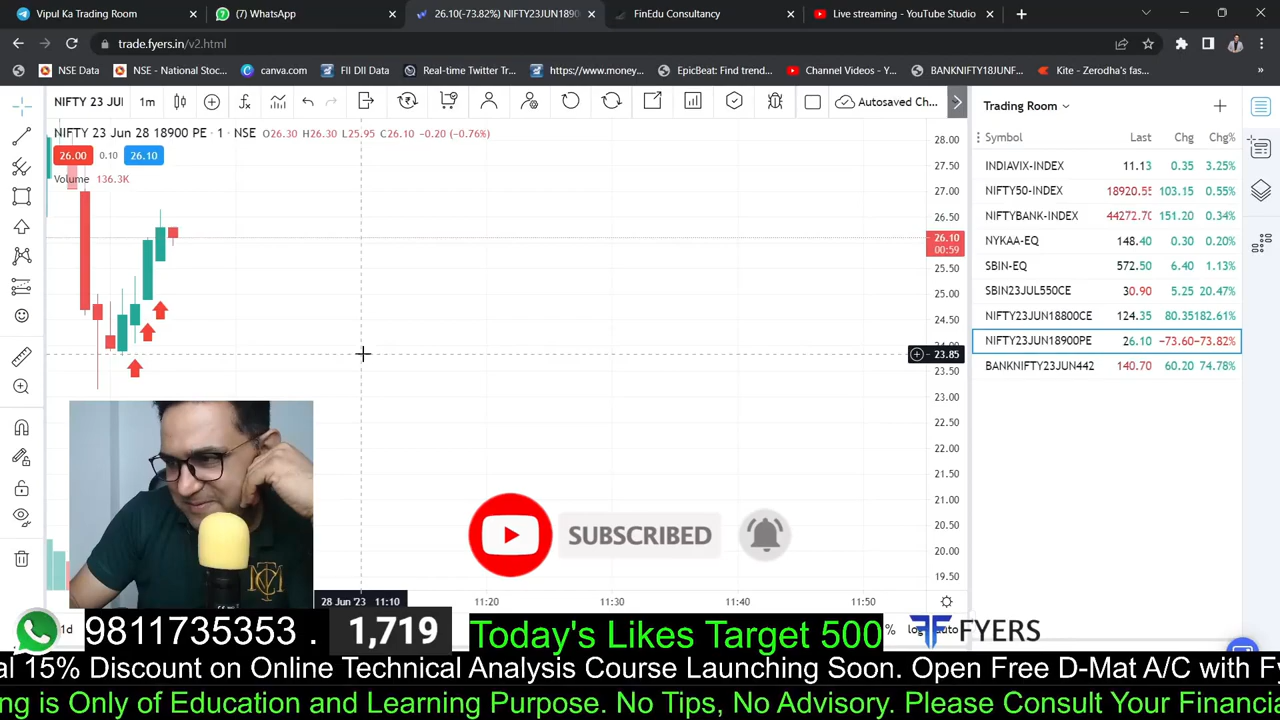 Vipul Ka Trading Room
(7) WhatsApp
26.10(-73.82%) NIFTY23JUN1890
FinEdu Consultancy
Live streaming - YouTube Studio
trade.fyers.in/v2.html
NSE Data
NSE - National Stoc...
canva.com
FII DII Data
Real-time Twitter Tr...
https://www.money...
EpicBeat: Find trend...
Channel Videos - Y...
BANKNIFTY18JUNF...
Kite - Zerodha's fas...
NIFTY 23 JUI
1m
Autosaved Ch...
Trading Room
NIFTY 23 Jun 28 18900 PE · 1 · NSE O26.30 H26.30 L25.95 C26.10 -0.20 (-0.76%)
26.00 0.10 26.10
Volume 136.3K
Symbol Last Chg Chg%
INDIAVIX-INDEX 11.13 0.35 3.25%
NIFTY50-INDEX 18920.55 103.15 0.55%
NIFTYBANK-INDEX 44272.70 151.20 0.34%
NYKAA-EQ 148.40 0.30 0.20%
SBIN-EQ 572.50 6.40 1.13%
SBIN23JUL550CE 30.90 5.25 20.47%
NIFTY23JUN18800CE 124.35 80.35182.61%
NIFTY23JUN18900PE 26.10 -73.60-73.82%
BANKNIFTY23JUN442 140.70 60.20 74.78%
28.00
27.50
27.00
26.50
26.10
00:59
25.50
25.00
24.50
24.00
23.85
23.50
23.00
22.50
22.00
21.50
21.00
20.50
20.00
19.50
SUBSCRIBED
28 Jun '23 11:10
11:20
11:30
11:40
11:50
1d
% log auto
9811735353 . 1,719 Today's Likes Target 500
FYERS
al 15% Discount on Online Technical Analysis Course Launching Soon. Open Free D-Mat A/C with Fy
ng is Only of Education and Learning Purpose. No Tips, No Advisory. Please Consult Your Financia